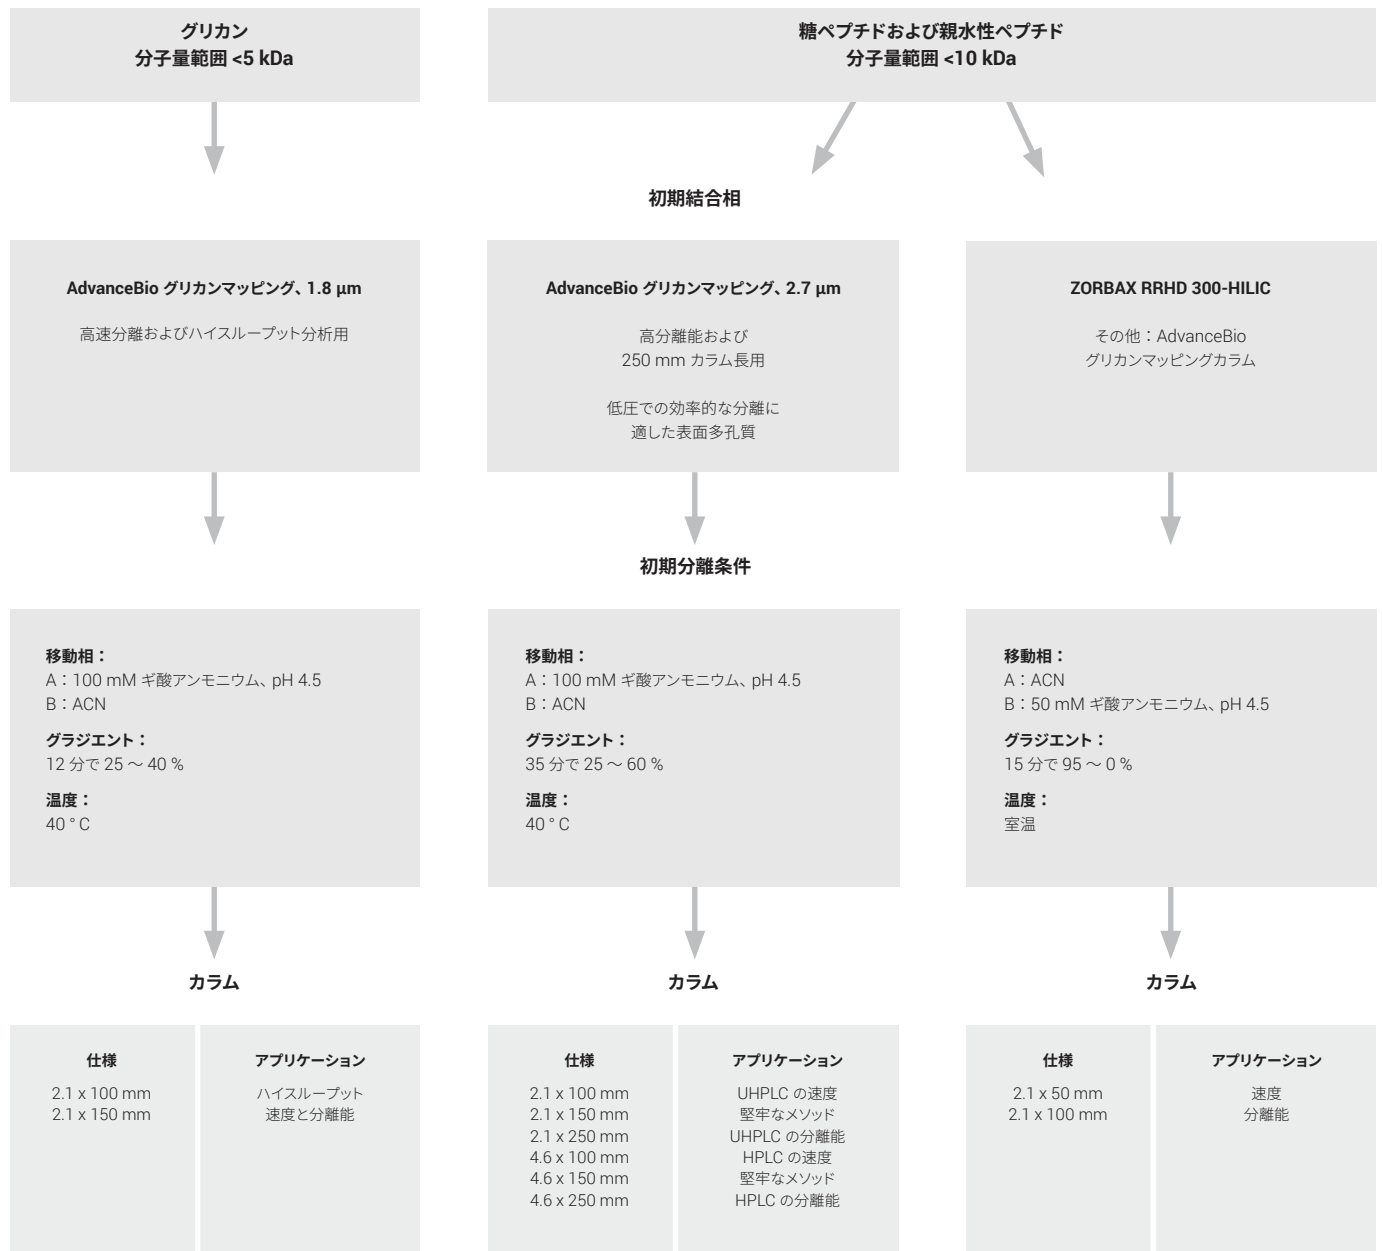 グリカン
分子量範囲 <5 kDa
糖ペプチドおよび親水性ペプチド
分子量範囲 <10 kDa
初期結合相
AdvanceBio グリカンマッピング、1.8 μm
高速分離およびハイスループット分析用
AdvanceBio グリカンマッピング、2.7 μm
高分離能および
250 mm カラム長用
低圧での効率的な分離に
適した表面多孔質
ZORBAX RRHD 300-HILIC
その他：AdvanceBio
グリカンマッピングカラム
初期分離条件
移動相：
A：100 mM ギ酸アンモニウム、pH 4.5
B：ACN
グラジエント：
12 分で 25 ～ 40 %
温度：
40 ° C
移動相：
A：100 mM ギ酸アンモニウム、pH 4.5
B：ACN
グラジエント：
35 分で 25 ～ 60 %
温度：
40 ° C
移動相：
A：ACN
B：50 mM ギ酸アンモニウム、pH 4.5
グラジエント：
15 分で 95 ～ 0 %
温度：
室温
カラム
仕様
2.1 x 100 mm
2.1 x 150 mm
アプリケーション
ハイスループット
速度と分離能
カラム
仕様
2.1 x 100 mm
2.1 x 150 mm
2.1 x 250 mm
4.6 x 100 mm
4.6 x 150 mm
4.6 x 250 mm
アプリケーション
UHPLC の速度
堅牢なメソッド
UHPLC の分離能
HPLC の速度
堅牢なメソッド
HPLC の分離能
カラム
仕様
2.1 x 50 mm
2.1 x 100 mm
アプリケーション
速度
分離能